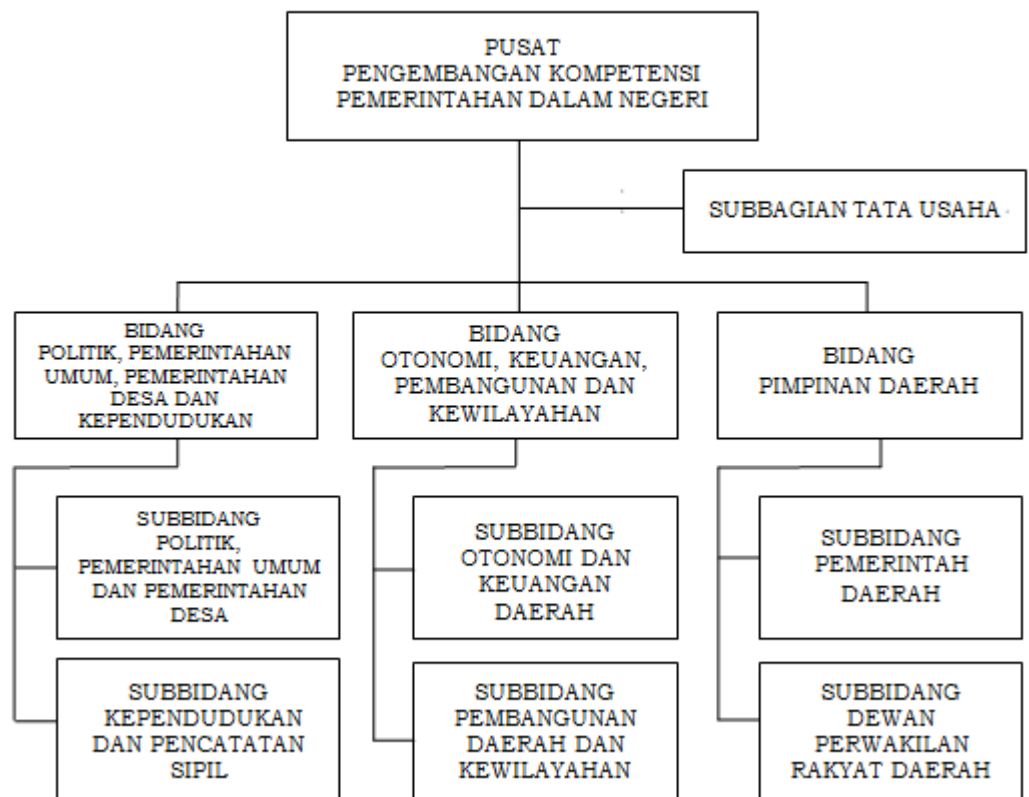 PUSAT
PENGEMBANGAN KOMPETENSI
PEMERINTAHAN DALAM NEGERI
SUBBAGIAN TATA USAHA
BIDANG
POLITIK, PEMERINTAHAN
UMUM, PEMERINTAHAN
DESA DAN
KEPENDUDUKAN
BIDANG
OTONOMI, KEUANGAN,
PEMBANGUNAN DAN
KEWILAYAHAN
BIDANG
PIMPINAN DAERAH
SUBBIDANG
POLITIK,
PEMERINTAHAN UMUM
DAN PEMERINTAHAN
DESA
SUBBIDANG
OTONOMI DAN
KEUANGAN
DAERAH
SUBBIDANG
PEMERINTAH
DAERAH
SUBBIDANG
KEPENDUDUKAN
DAN PENCATATAN
SIPIL
SUBBIDANG
PEMBANGUNAN
DAERAH DAN
KEWILAYAHAN
SUBBIDANG
DEWAN
PERWAKILAN
RAKYAT DAERAH